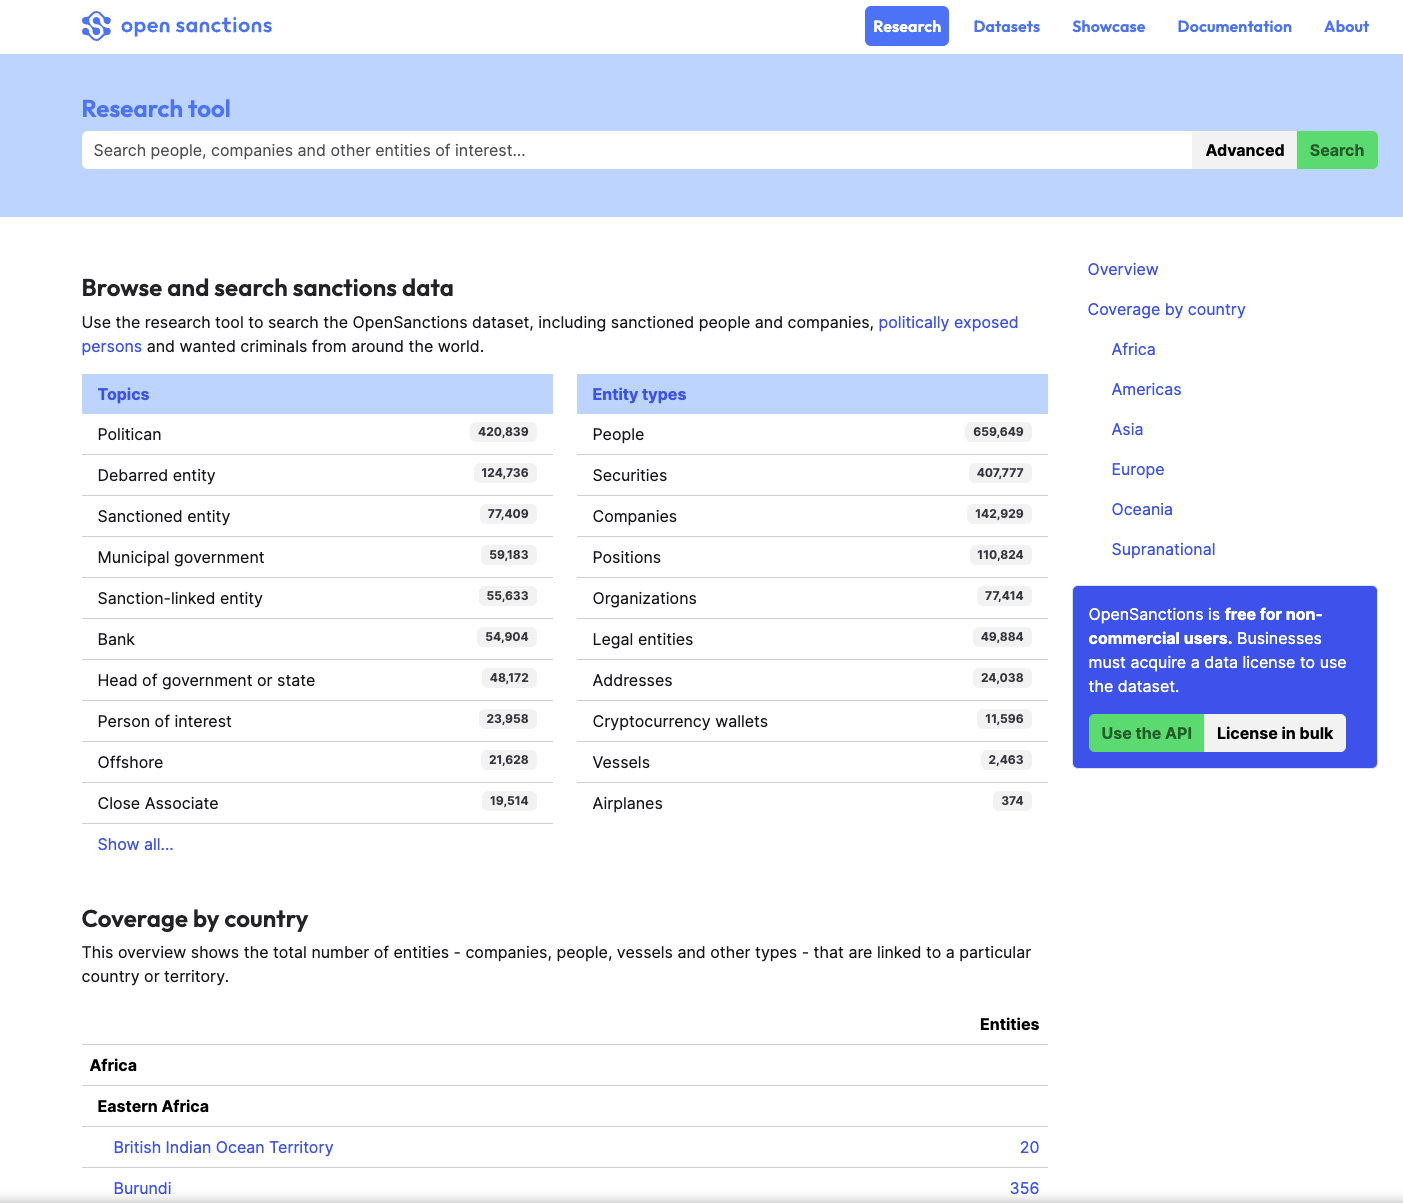 open sanctions
Research
Datasets
Showcase
Documentation
About
Research tool
Search people, companies and other entities of interest...
Advanced
Search
Browse and search sanctions data
Use the research tool to search the OpenSanctions dataset, including sanctioned people and companies, politically exposed
persons and wanted criminals from around the world.
Topics
Politican 420,839
Debarred entity 124,736
Sanctioned entity 77,409
Municipal government 59,183
Sanction-linked entity 55,633
Bank 54,904
Head of government or state 48,172
Person of interest 23,958
Offshore 21,628
Close Associate 19,514
Show all...
Entity types
People 659,649
Securities 407,777
Companies 142,929
Positions 110,824
Organizations 77,414
Legal entities 49,884
Addresses 24,038
Cryptocurrency wallets 11,596
Vessels 2,463
Airplanes 374
Coverage by country
This overview shows the total number of entities - companies, people, vessels and other types - that are linked to a particular
country or territory.
Entities
Africa
Eastern Africa
British Indian Ocean Territory 20
Burundi 356
Overview
Coverage by country
Africa
Americas
Asia
Europe
Oceania
Supranational
OpenSanctions is free for non-
commercial users. Businesses
must acquire a data license to use
the dataset.
Use the API
License in bulk